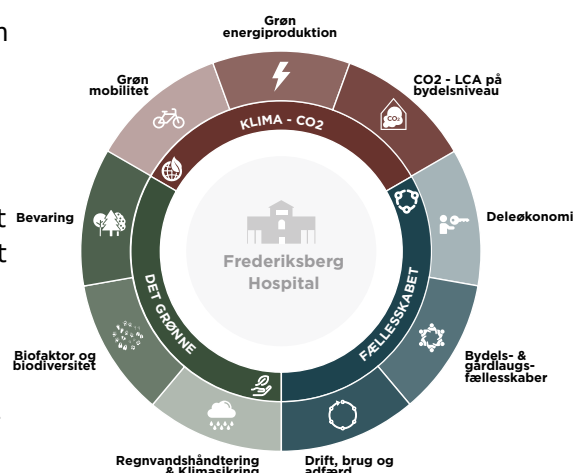 Grøn
energiproduktion
Grøn
mobilitet
CO2 - LCA på
bydelsniveau
KLIMA - CO2
CO₂
Bevaring
Deleøkonomi
Frederiksberg
Hospital
DET GRØNNE
FÆLLESSKABET
Biofaktor og
biodiversitet
Bydels- &
gårdlaugs-
fællesskaber
Regnvandshåndtering
& Klimasikring
Drift, brug og
adfærd